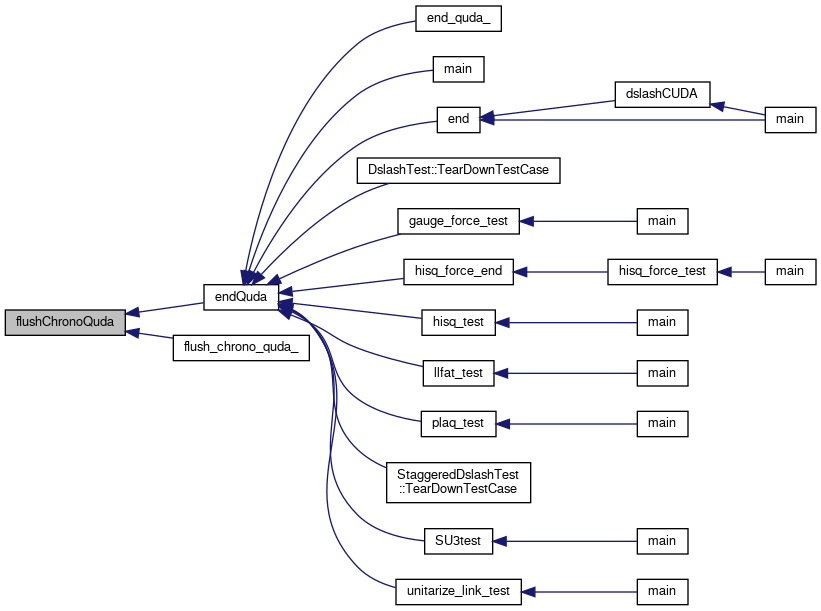 end_quda_
main
dslashCUDA
end
main
DslashTest::TearDownTestCase
gauge_force_test
main
hisq_force_end
hisq_force_test
main
endQuda
flushChronoQuda
hisq_test
main
flush_chrono_quda_
llfat_test
main
plaq_test
main
StaggeredDslashTest
::TearDownTestCase
SU3test
main
unitarize_link_test
main